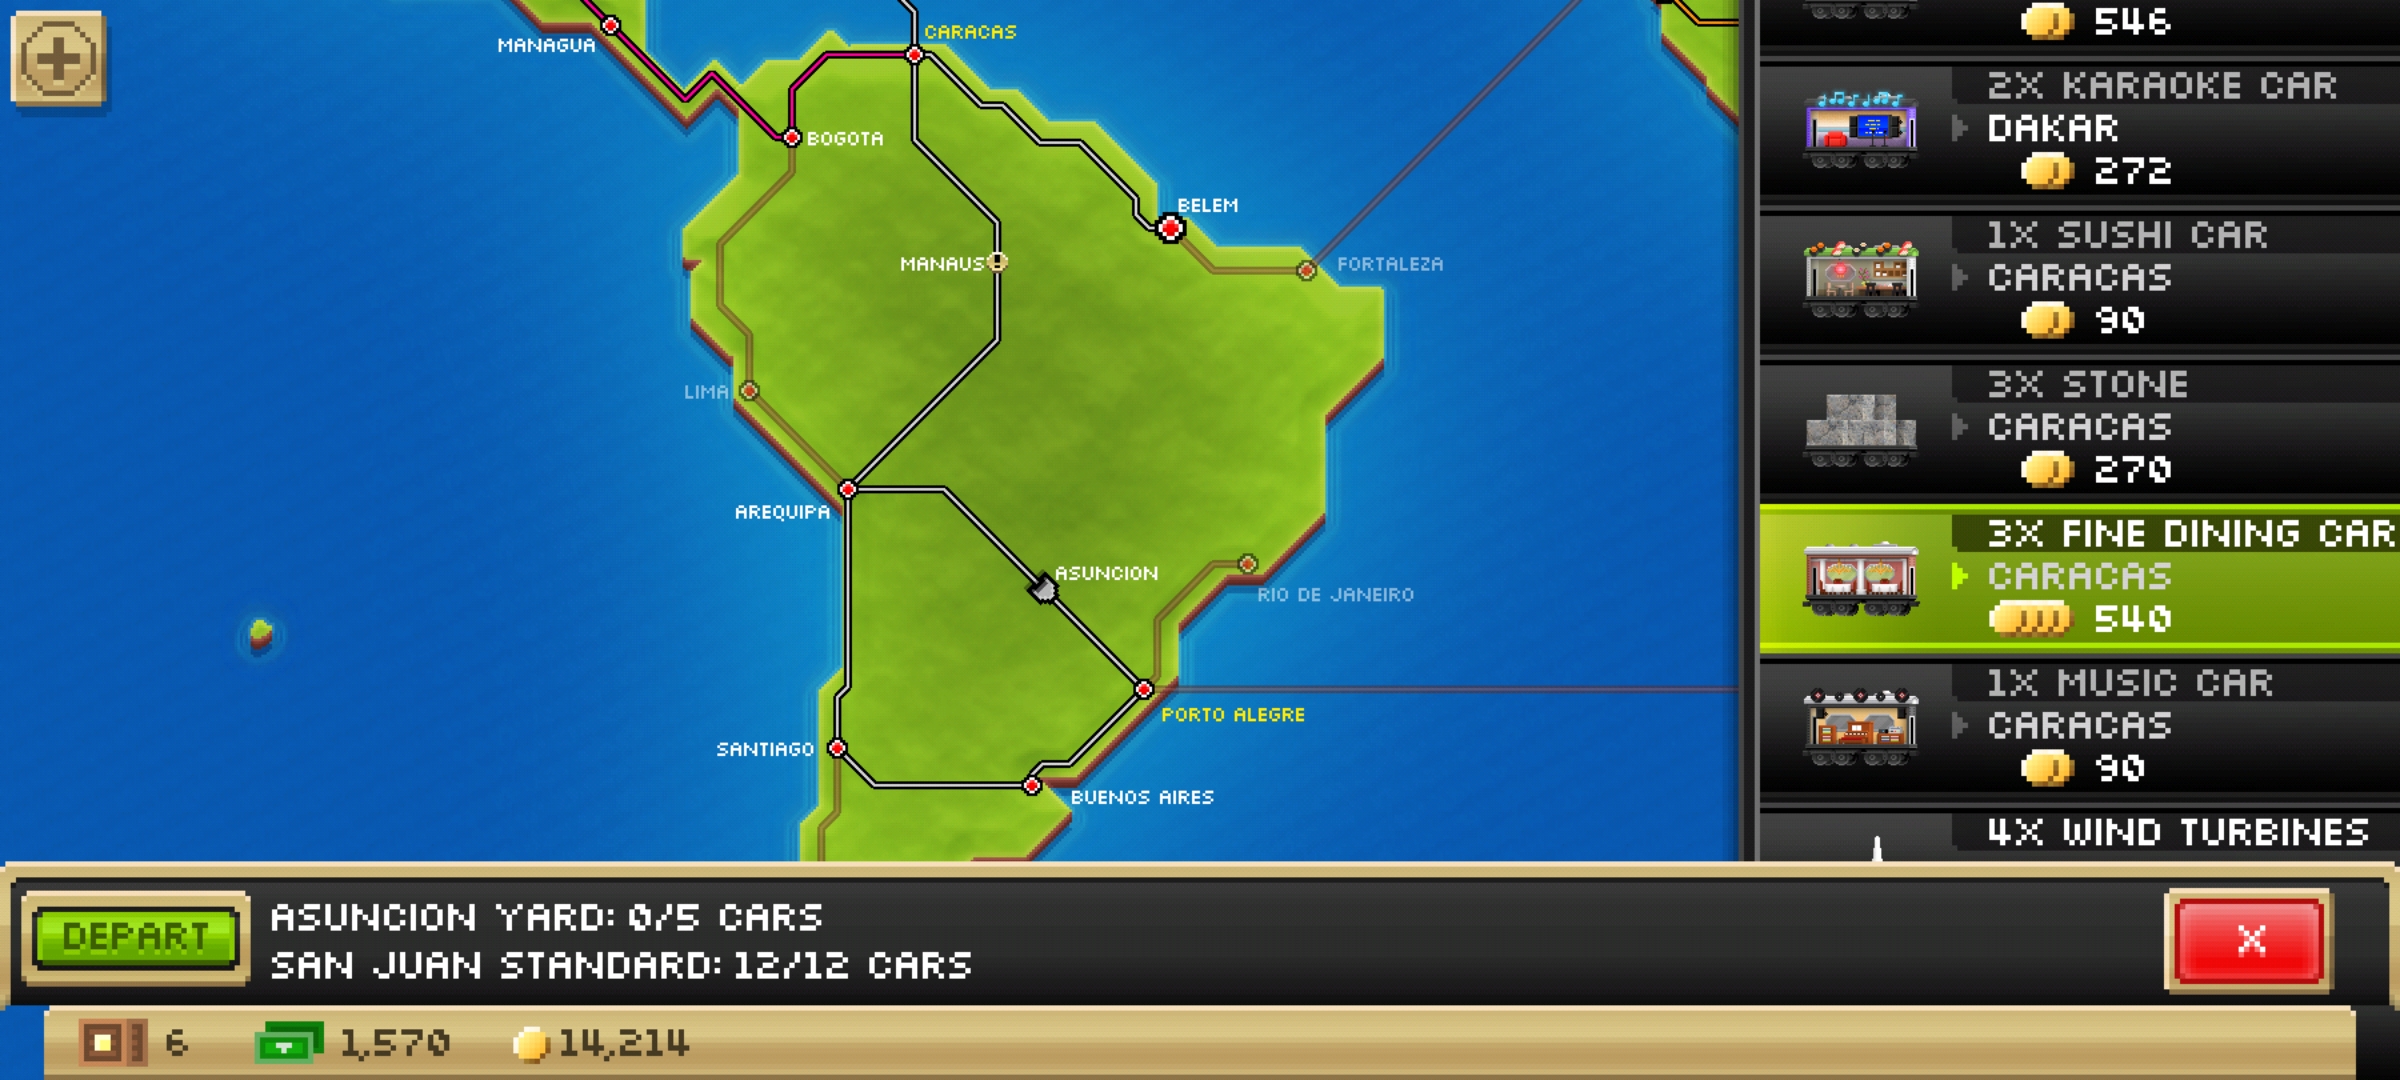 CARACAS
MANAGUA
BOGOTA
BELEM
MANAUS
FORTALEZA
LIMA
AREQUIPA
ASUNCION
RIO DE JANEIRO
PORTO ALEGRE
SANTIAGO
BUENOS AIRES
546
2X KARAOKE CAR
DAKAR
272
1X SUSHI CAR
CARACAS
90
3X STONE
CARACAS
270
3X FINE DINING CAR
CARACAS
540
1X MUSIC CAR
CARACAS
90
4X WIND TURBINES
DEPART
ASUNCION YARD: 0/5 CARS
SAN JUAN STANDARD: 12/12 CARS
X
6
1,570
14,214